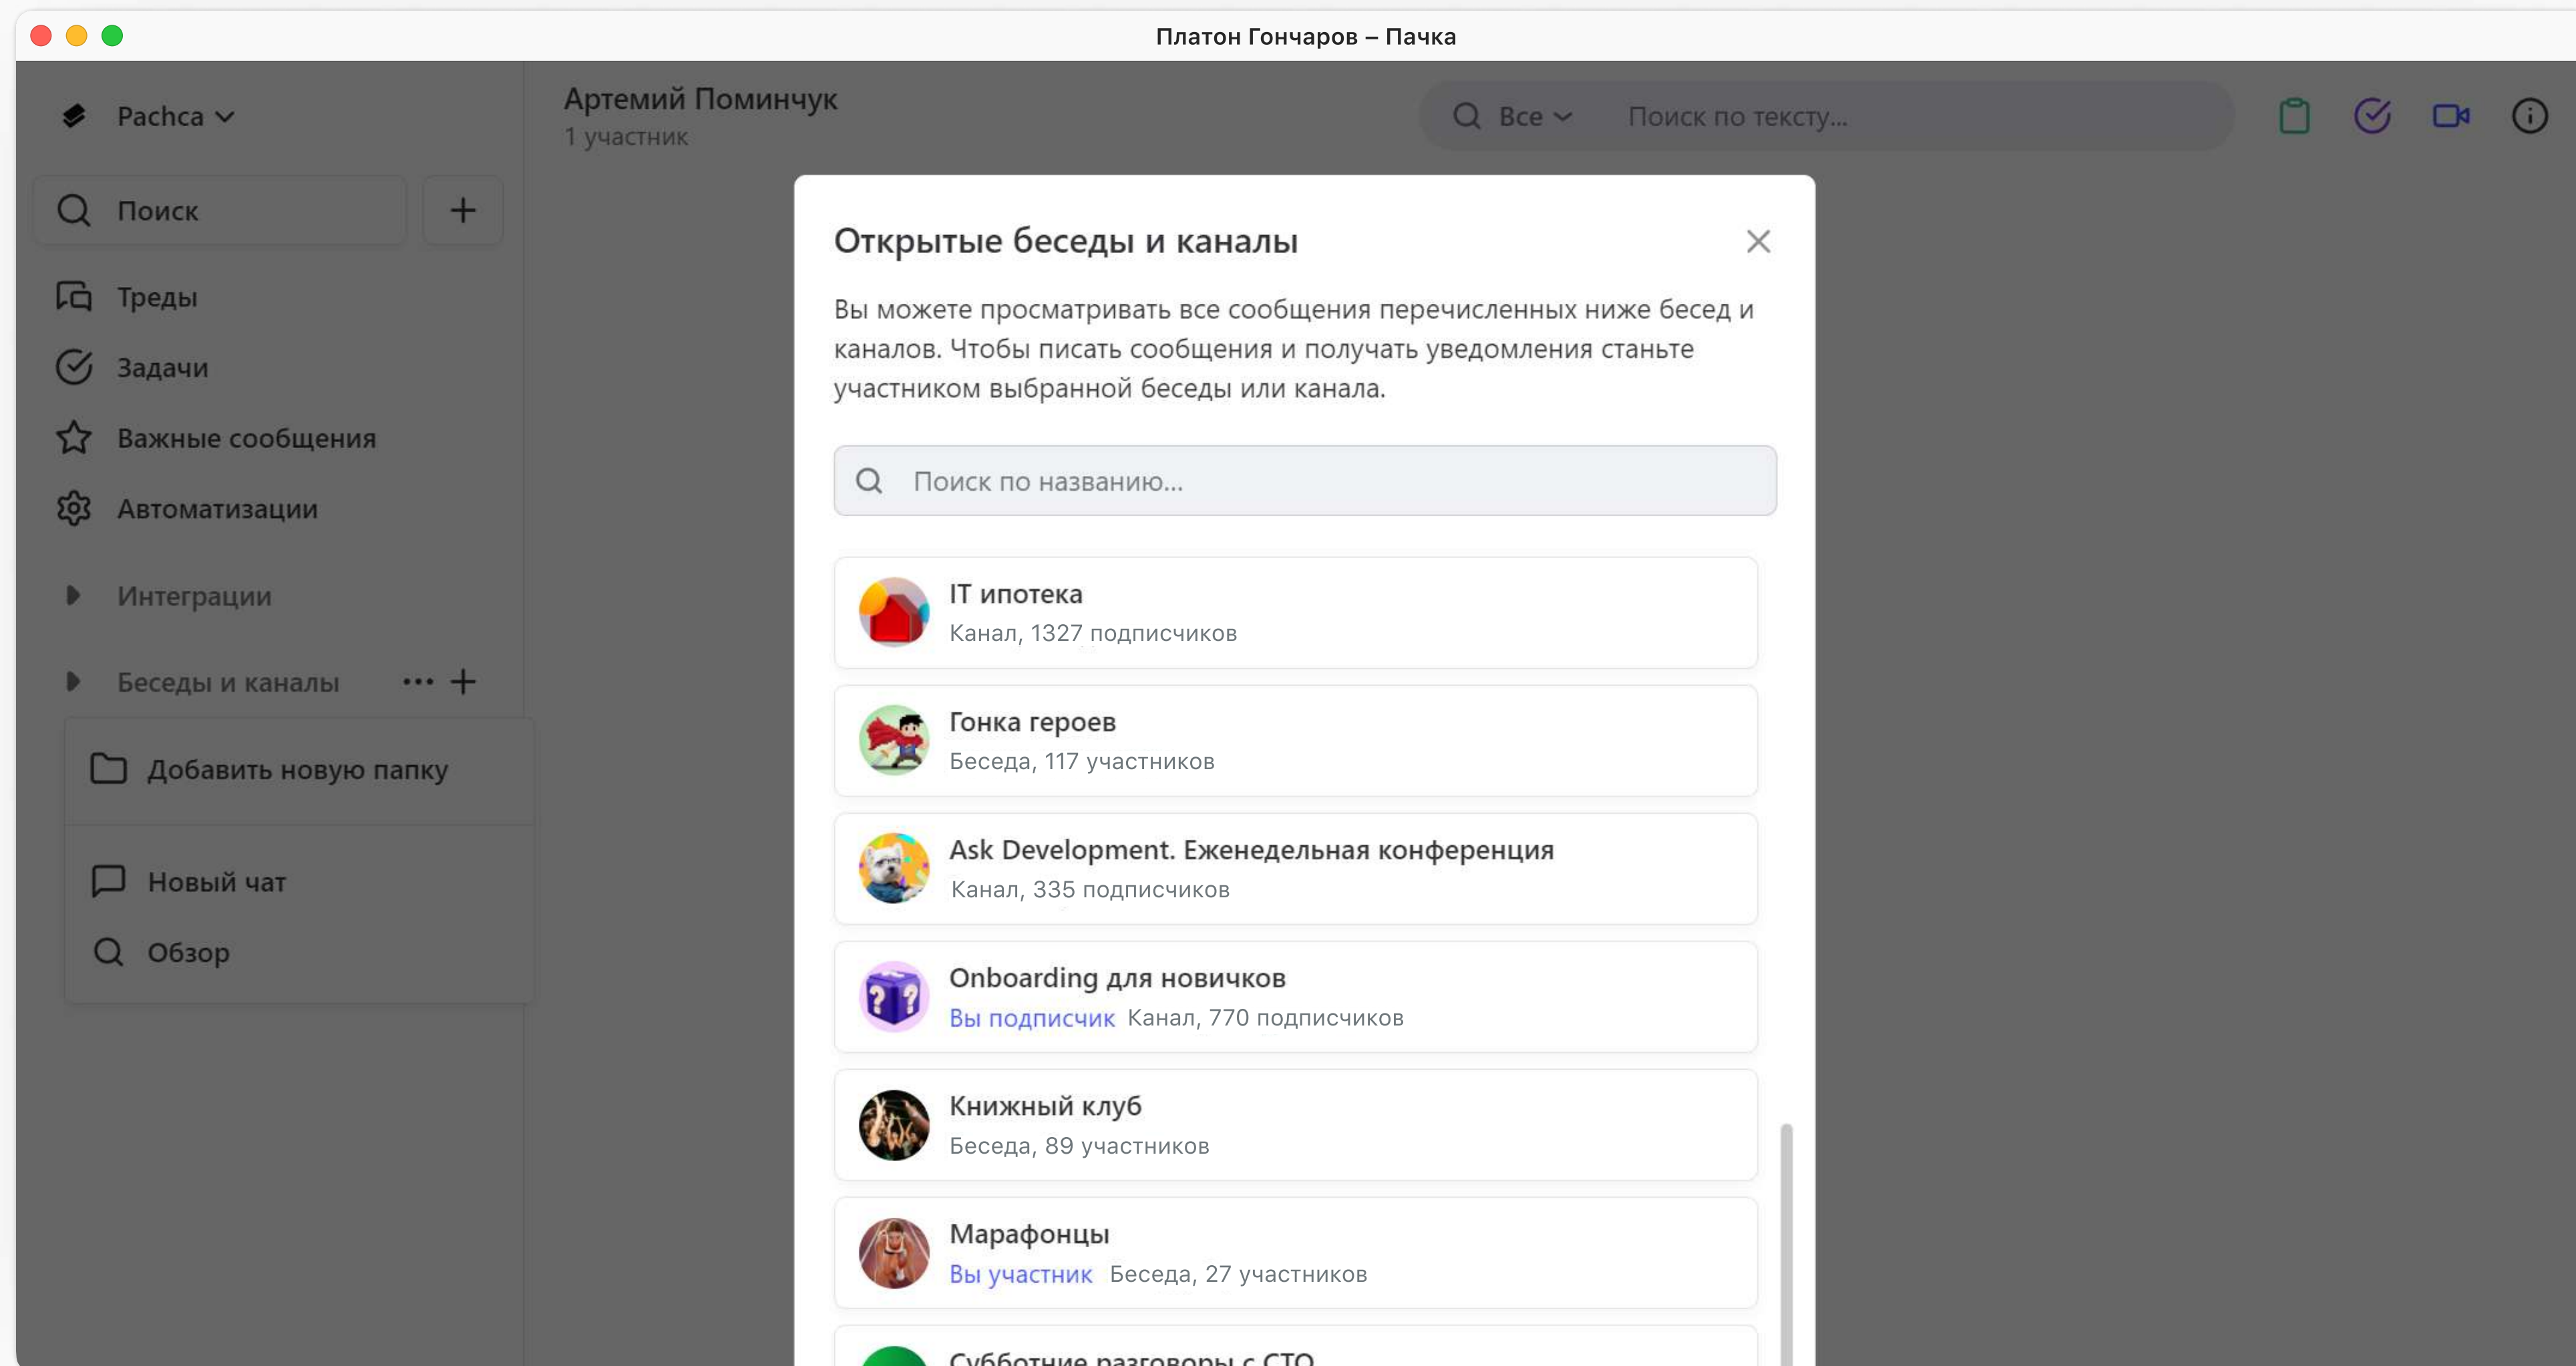 Платон Гончаров – Пачка
Pachca
Поиск
Треды
Задачи
Важные сообщения
Автоматизации
Интеграции
Беседы и каналы
Добавить новую папку
Новый чат
Обзор
Артемий Поминчук
1 участник
Все
Поиск по тексту...
Открытые беседы и каналы
Вы можете просматривать все сообщения перечисленных ниже бесед и
каналов. Чтобы писать сообщения и получать уведомления станьте
участником выбранной беседы или канала.
Поиск по названию...
IT ипотека
Канал, 1327 подписчиков
Гонка героев
Беседа, 117 участников
Ask Development. Еженедельная конференция
Канал, 335 подписчиков
Onboarding для новичков
Вы подписчик Канал, 770 подписчиков
Книжный клуб
Беседа, 89 участников
Марафонцы
Вы участник Беседа, 27 участников
Субботние разговоры с СТО